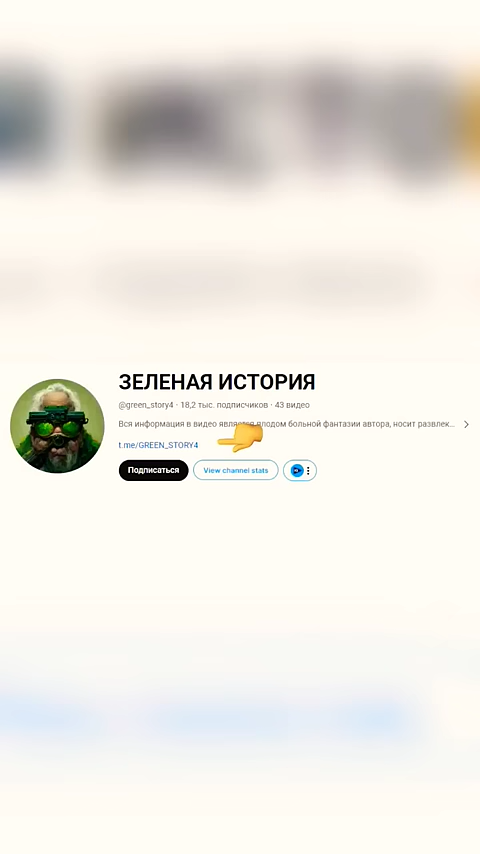 ЗЕЛЕНАЯ ИСТОРИЯ
@green_story4 · 18,2 тыс. подписчиков · 43 видео
Вся информация в видео является плодом больной фантазии автора, носит развлек...
t.me/GREEN_STORY4
Подписаться
View channel stats